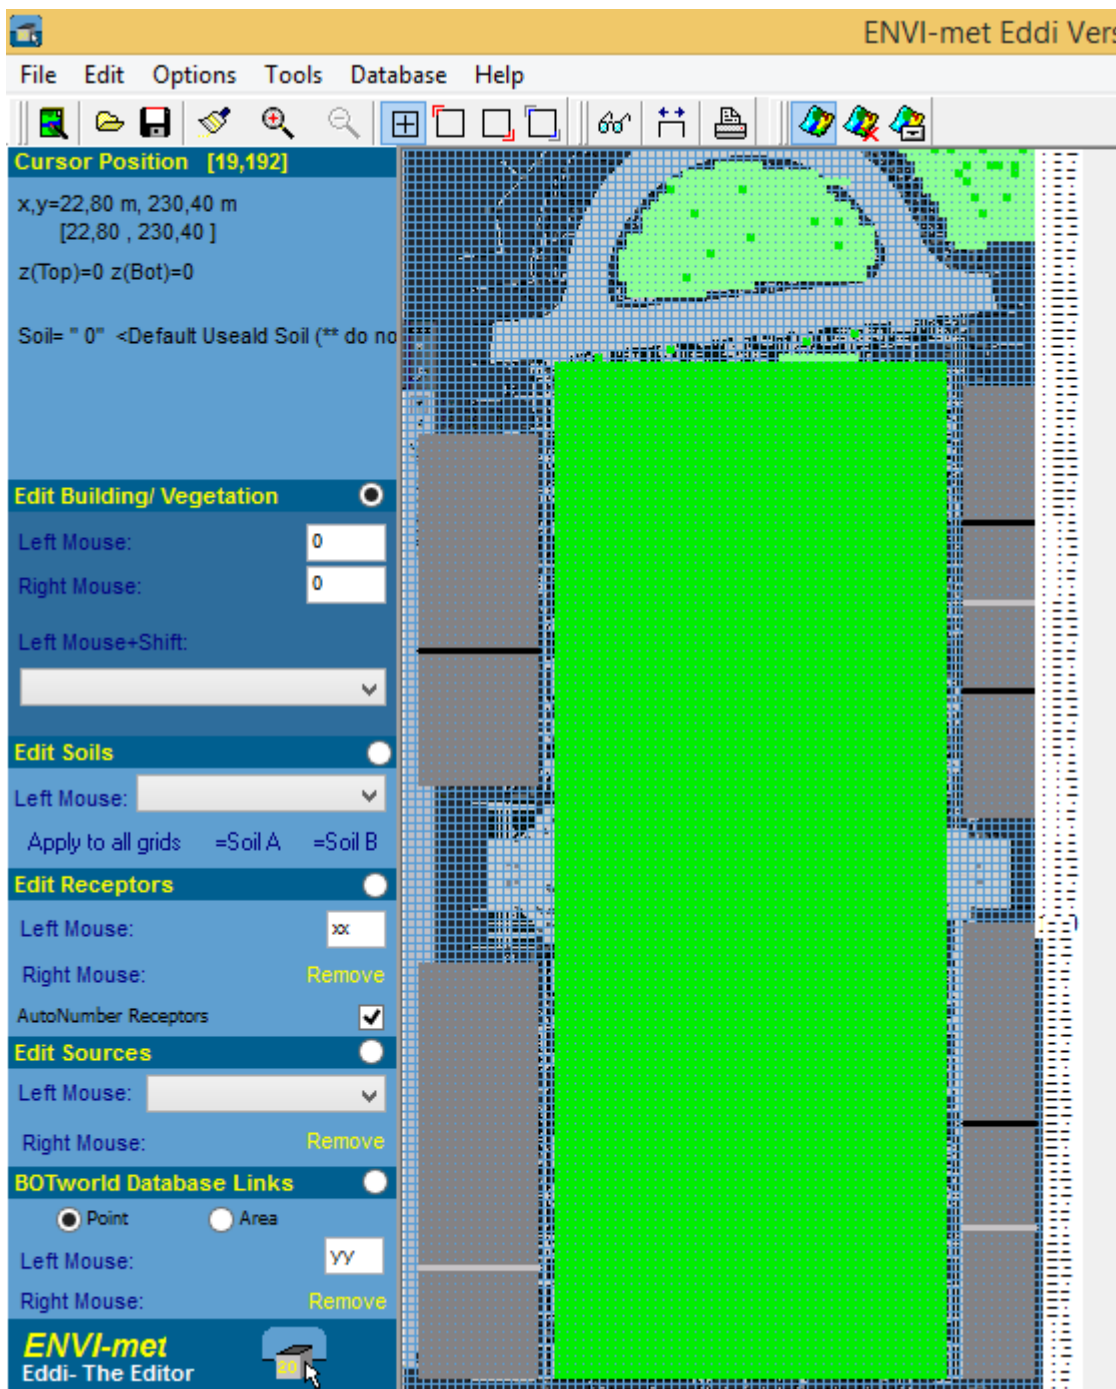 ENVI-met Eddi Vers
File Edit Options Tools Database Help
Cursor Position [19,192]
x,y=22,80 m, 230,40 m
[22,80 , 230,40 ]
z(Top)=0 z(Bot)=0
Soil= " 0" <Default Useald Soil (** do no
Edit Building/ Vegetation
Left Mouse: 0
Right Mouse: 0
Left Mouse+Shift:
Edit Soils
Left Mouse:
Apply to all grids =Soil A =Soil B
Edit Receptors
Left Mouse: xx
Right Mouse: Remove
AutoNumber Receptors
Edit Sources
Left Mouse:
Right Mouse: Remove
BOTworld Database Links
Point Area
Left Mouse: yy
Right Mouse: Remove
ENVI-met
20
Eddi- The Editor